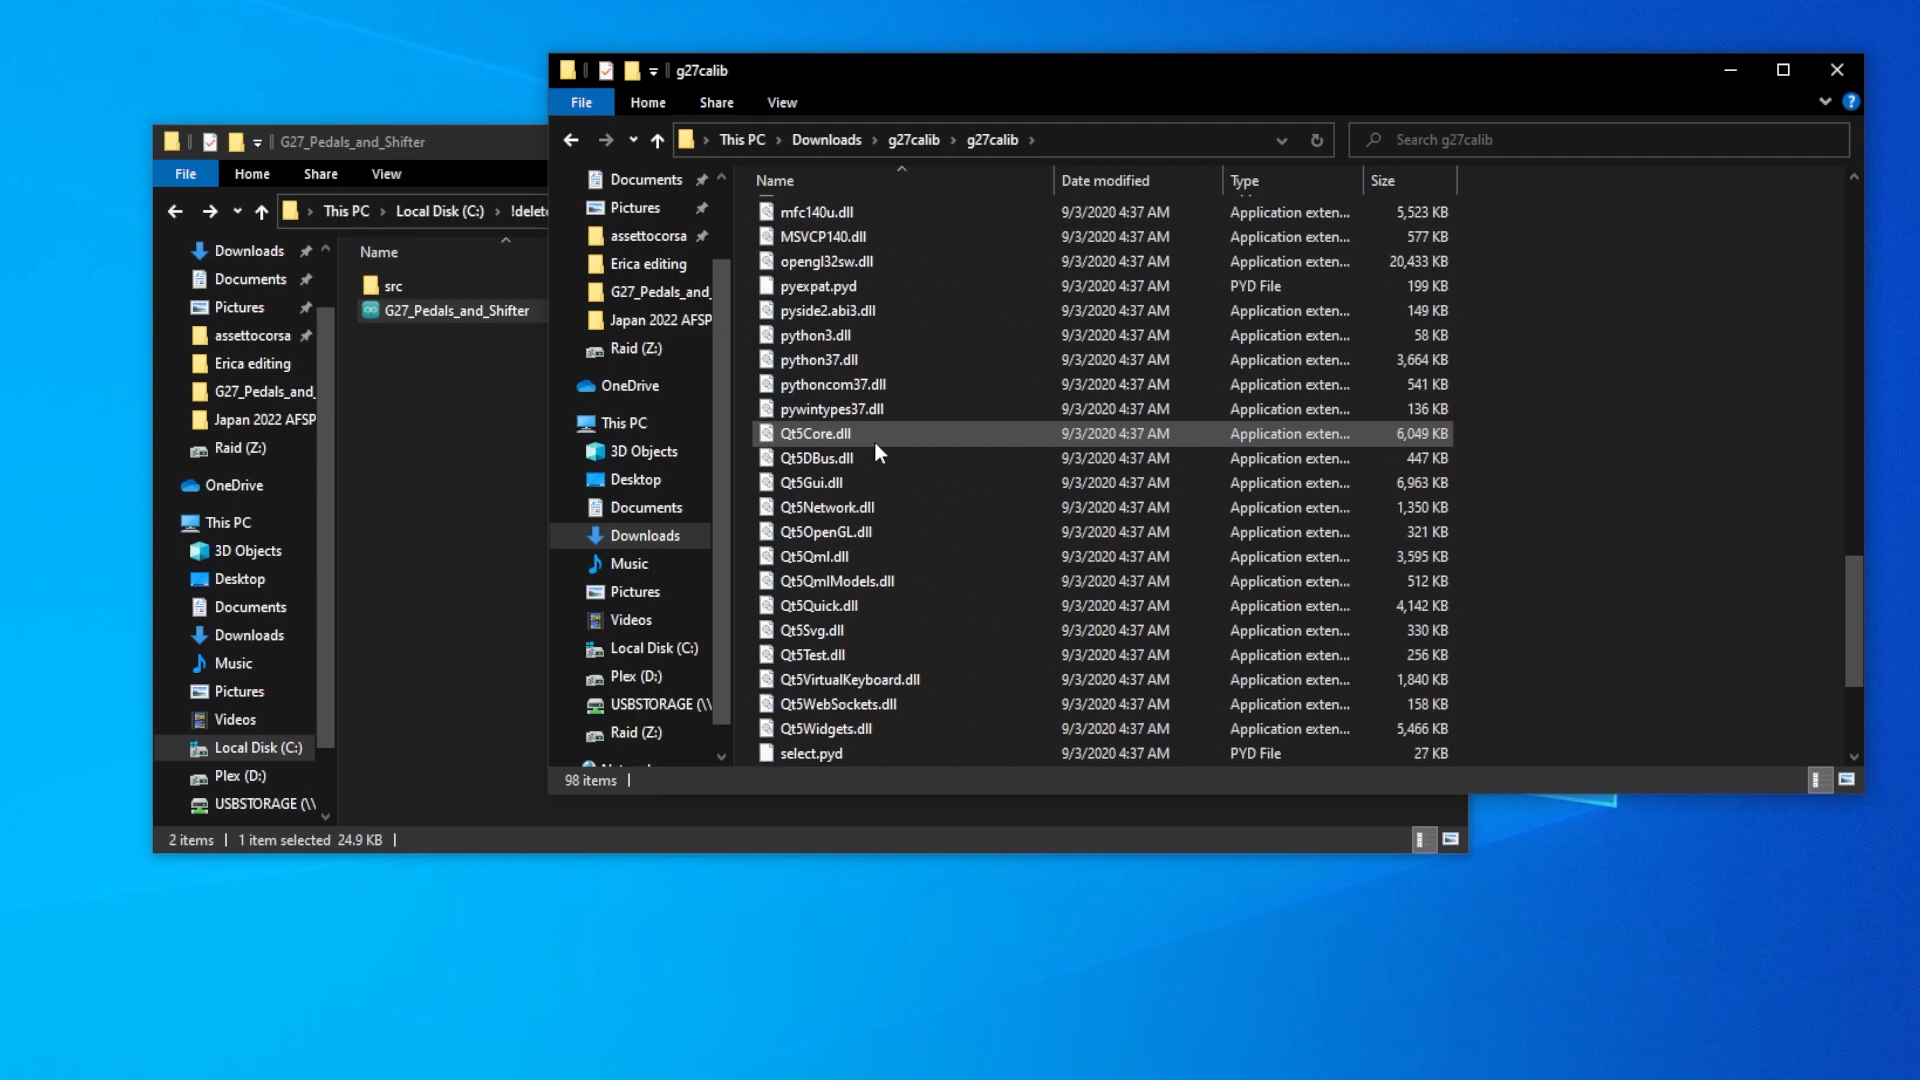 g27calib
File Home Share View
This PC > Downloads > g27calib > g27calib >
Search g27calib
Name Date modified Type Size
Documents
Pictures
assettocorsa
Erica editing
G27_Pedals_and_
Japan 2022 AFSP
Raid (Z:)
OneDrive
This PC
3D Objects
Desktop
Documents
Downloads
Music
Pictures
Videos
Local Disk (C:)
Plex (D:)
USBSTORAGE (\\
Raid (Z:)
mfc140u.dll 9/3/2020 4:37 AM Application exten... 5,523 KB
MSVCP140.dll 9/3/2020 4:37 AM Application exten... 577 KB
opengl32sw.dll 9/3/2020 4:37 AM Application exten... 20,433 KB
pyexpat.pyd 9/3/2020 4:37 AM PYD File 199 KB
pyside2.abi3.dll 9/3/2020 4:37 AM Application exten... 149 KB
python3.dll 9/3/2020 4:37 AM Application exten... 58 KB
python37.dll 9/3/2020 4:37 AM Application exten... 3,664 KB
pythoncom37.dll 9/3/2020 4:37 AM Application exten... 541 KB
pywintypes37.dll 9/3/2020 4:37 AM Application exten... 136 KB
Qt5Core.dll 9/3/2020 4:37 AM Application exten... 6,049 KB
Qt5DBus.dll 9/3/2020 4:37 AM Application exten... 447 KB
Qt5Gui.dll 9/3/2020 4:37 AM Application exten... 6,963 KB
Qt5Network.dll 9/3/2020 4:37 AM Application exten... 1,350 KB
Qt5OpenGL.dll 9/3/2020 4:37 AM Application exten... 321 KB
Qt5Qml.dll 9/3/2020 4:37 AM Application exten... 3,595 KB
Qt5QmlModels.dll 9/3/2020 4:37 AM Application exten... 512 KB
Qt5Quick.dll 9/3/2020 4:37 AM Application exten... 4,142 KB
Qt5Svg.dll 9/3/2020 4:37 AM Application exten... 330 KB
Qt5Test.dll 9/3/2020 4:37 AM Application exten... 256 KB
Qt5VirtualKeyboard.dll 9/3/2020 4:37 AM Application exten... 1,840 KB
Qt5WebSockets.dll 9/3/2020 4:37 AM Application exten... 158 KB
Qt5Widgets.dll 9/3/2020 4:37 AM Application exten... 5,466 KB
select.pyd 9/3/2020 4:37 AM PYD File 27 KB
98 items
G27_Pedals_and_Shifter
File Home Share View
This PC > Local Disk (C:) > !delet
Name
Downloads
Documents
Pictures
assettocorsa
Erica editing
G27_Pedals_and_
Japan 2022 AFSP
Raid (Z:)
OneDrive
This PC
3D Objects
Desktop
Documents
Downloads
Music
Pictures
Videos
Local Disk (C:)
Plex (D:)
USBSTORAGE (\\
src
G27_Pedals_and_Shifter
2 items 1 item selected 24.9 KB